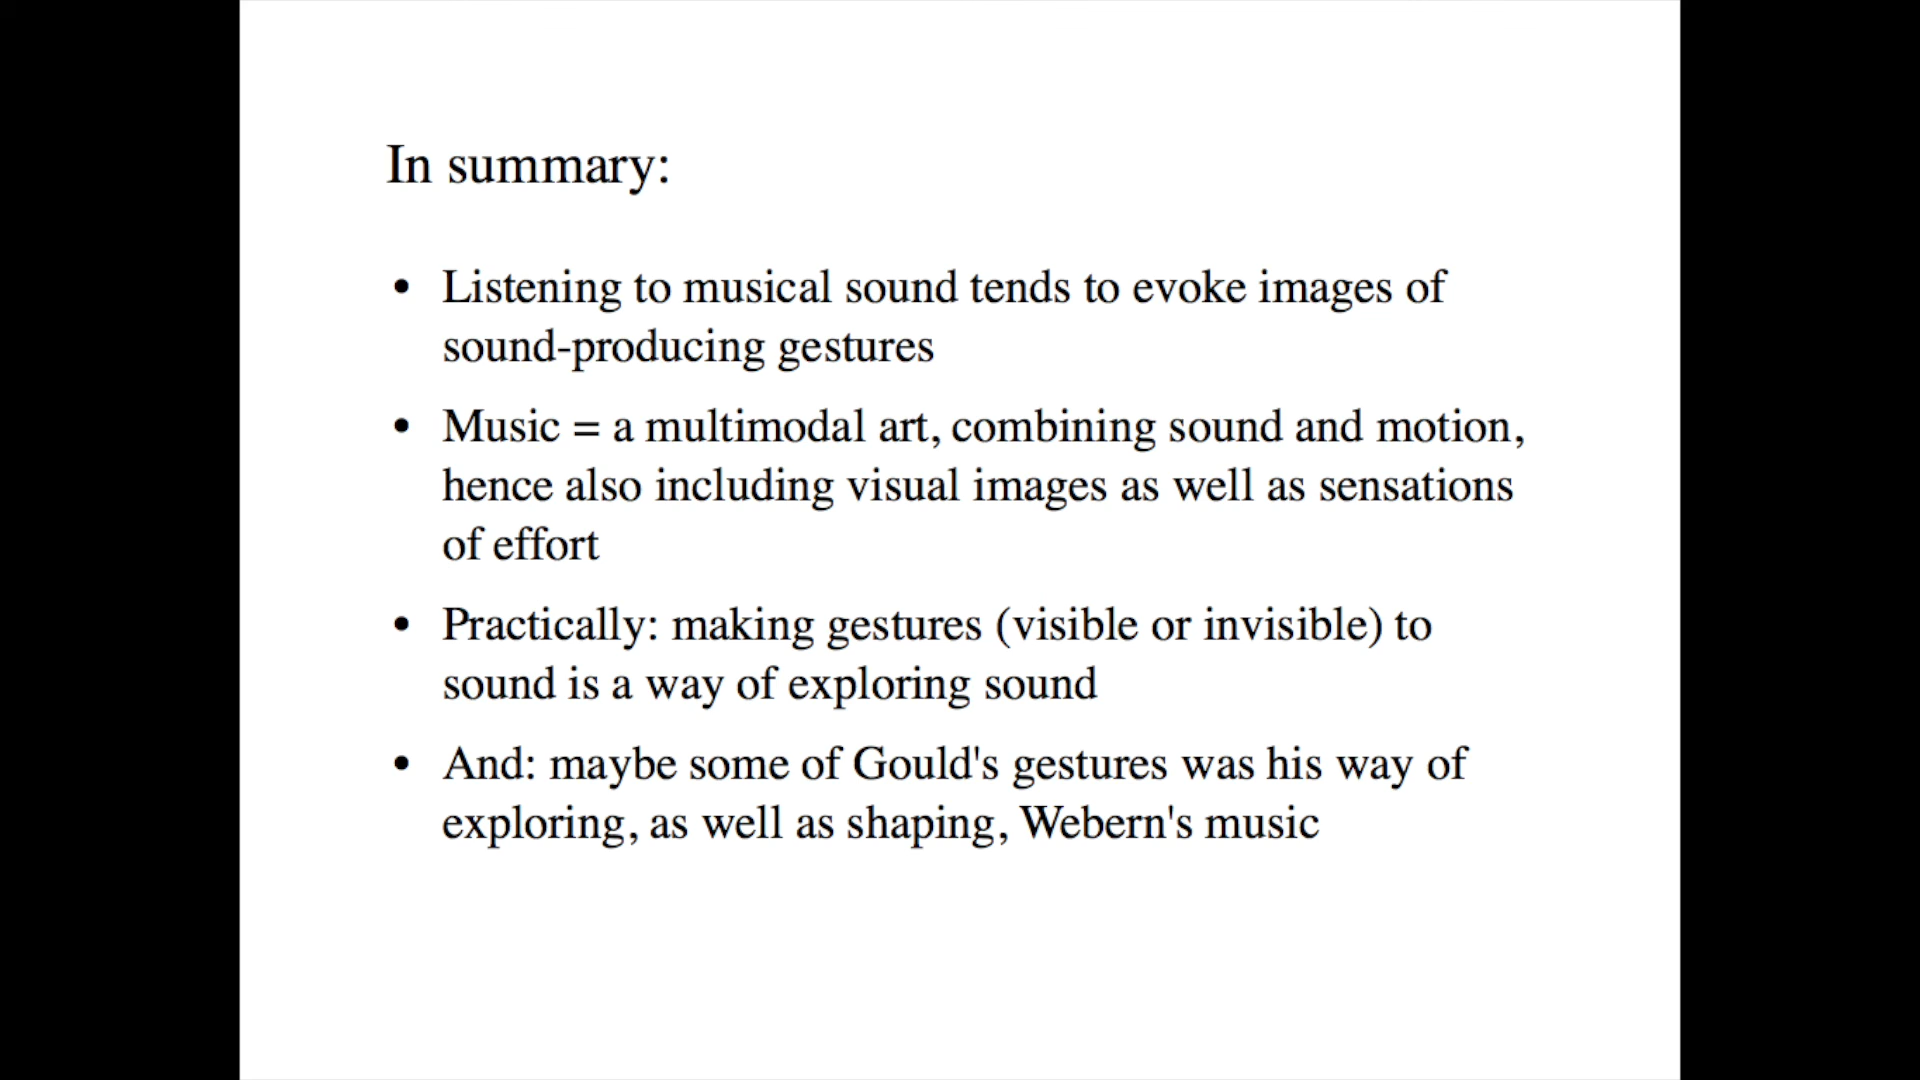 In summary:
• Listening to musical sound tends to evoke images of
sound-producing gestures
• Music = a multimodal art, combining sound and motion,
hence also including visual images as well as sensations
of effort
• Practically: making gestures (visible or invisible) to
sound is a way of exploring sound
• And: maybe some of Gould's gestures was his way of
exploring, as well as shaping, Webern's music